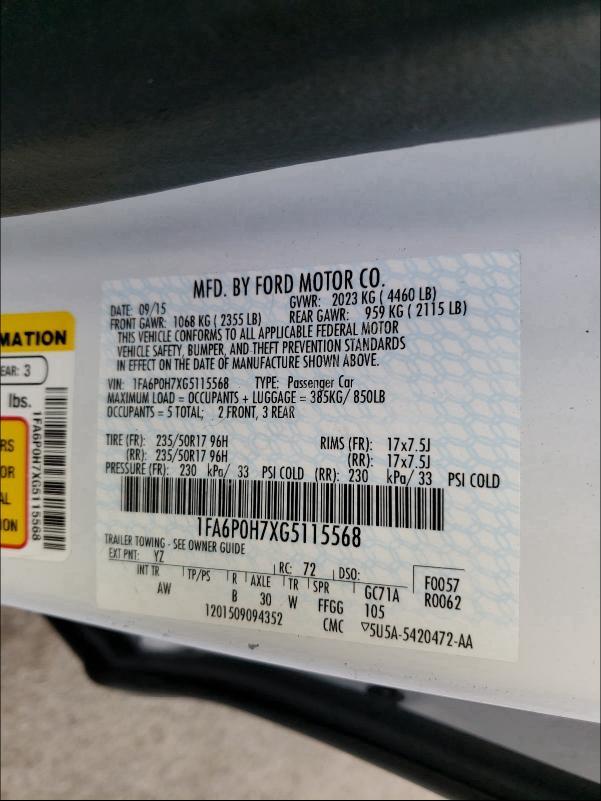 MFD. BY FORD MOTOR CO.
DATE: 09/15 GVWR: 2023 KG ( 4460 LB)
FRONT GAWR: 1068 KG ( 2355 LB) REAR GAWR: 959 KG ( 2115 LB)
THIS VEHICLE CONFORMS TO ALL APPLICABLE FEDERAL MOTOR
VEHICLE SAFETY, BUMPER, AND THEFT PREVENTION STANDARDS
IN EFFECT ON THE DATE OF MANUFACTURE SHOWN ABOVE.
VIN: 1FA6P0H7XG5115568 TYPE: Passenger Car
MAXIMUM LOAD = OCCUPANTS + LUGGAGE = 385KG/ 850LB
OCCUPANTS = 5 TOTAL; 2 FRONT, 3 REAR
TIRE (FR): 235/50R17 96H RIMS (FR): 17x7.5J
(RR): 235/50R17 96H (RR): 17x7.5J
PRESSURE (FR): 230 kPa/ 33 PSI COLD (RR): 230 kPa/ 33 PSI COLD
1FA6P0H7XG5115568
TRAILER TOWING - SEE OWNER GUIDE
EXT PNT: YZ RC: 72 DSO: F0057
INT TR TP/PS R AXLE TR SPR GC71A R0062
AW B 30 W FFGG 105
1201509094352 CMC ▽5U5A-5420472-AA
MATION
EAR: 3
lbs.
1FA6P0H7XG5115568
RS
OR
AL
ON